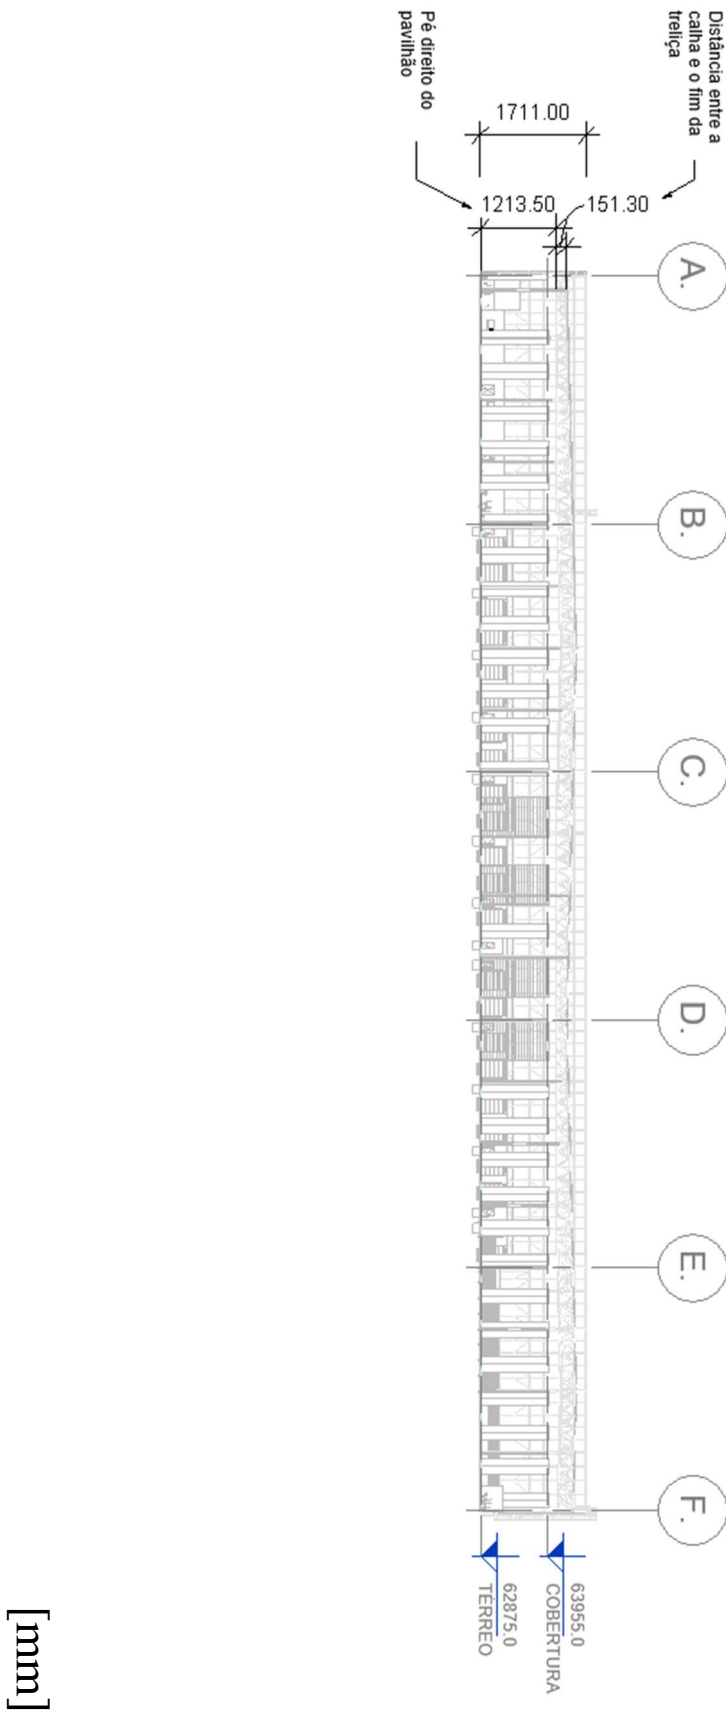 Distância entre a
calha e o fim da
treliça
Pé direito do
pavilhão
1711.00
1213.50
151.30
A.
B.
C.
D.
E.
F.
63955.0
COBERTURA
62875.0
TÉRREO
[mm]